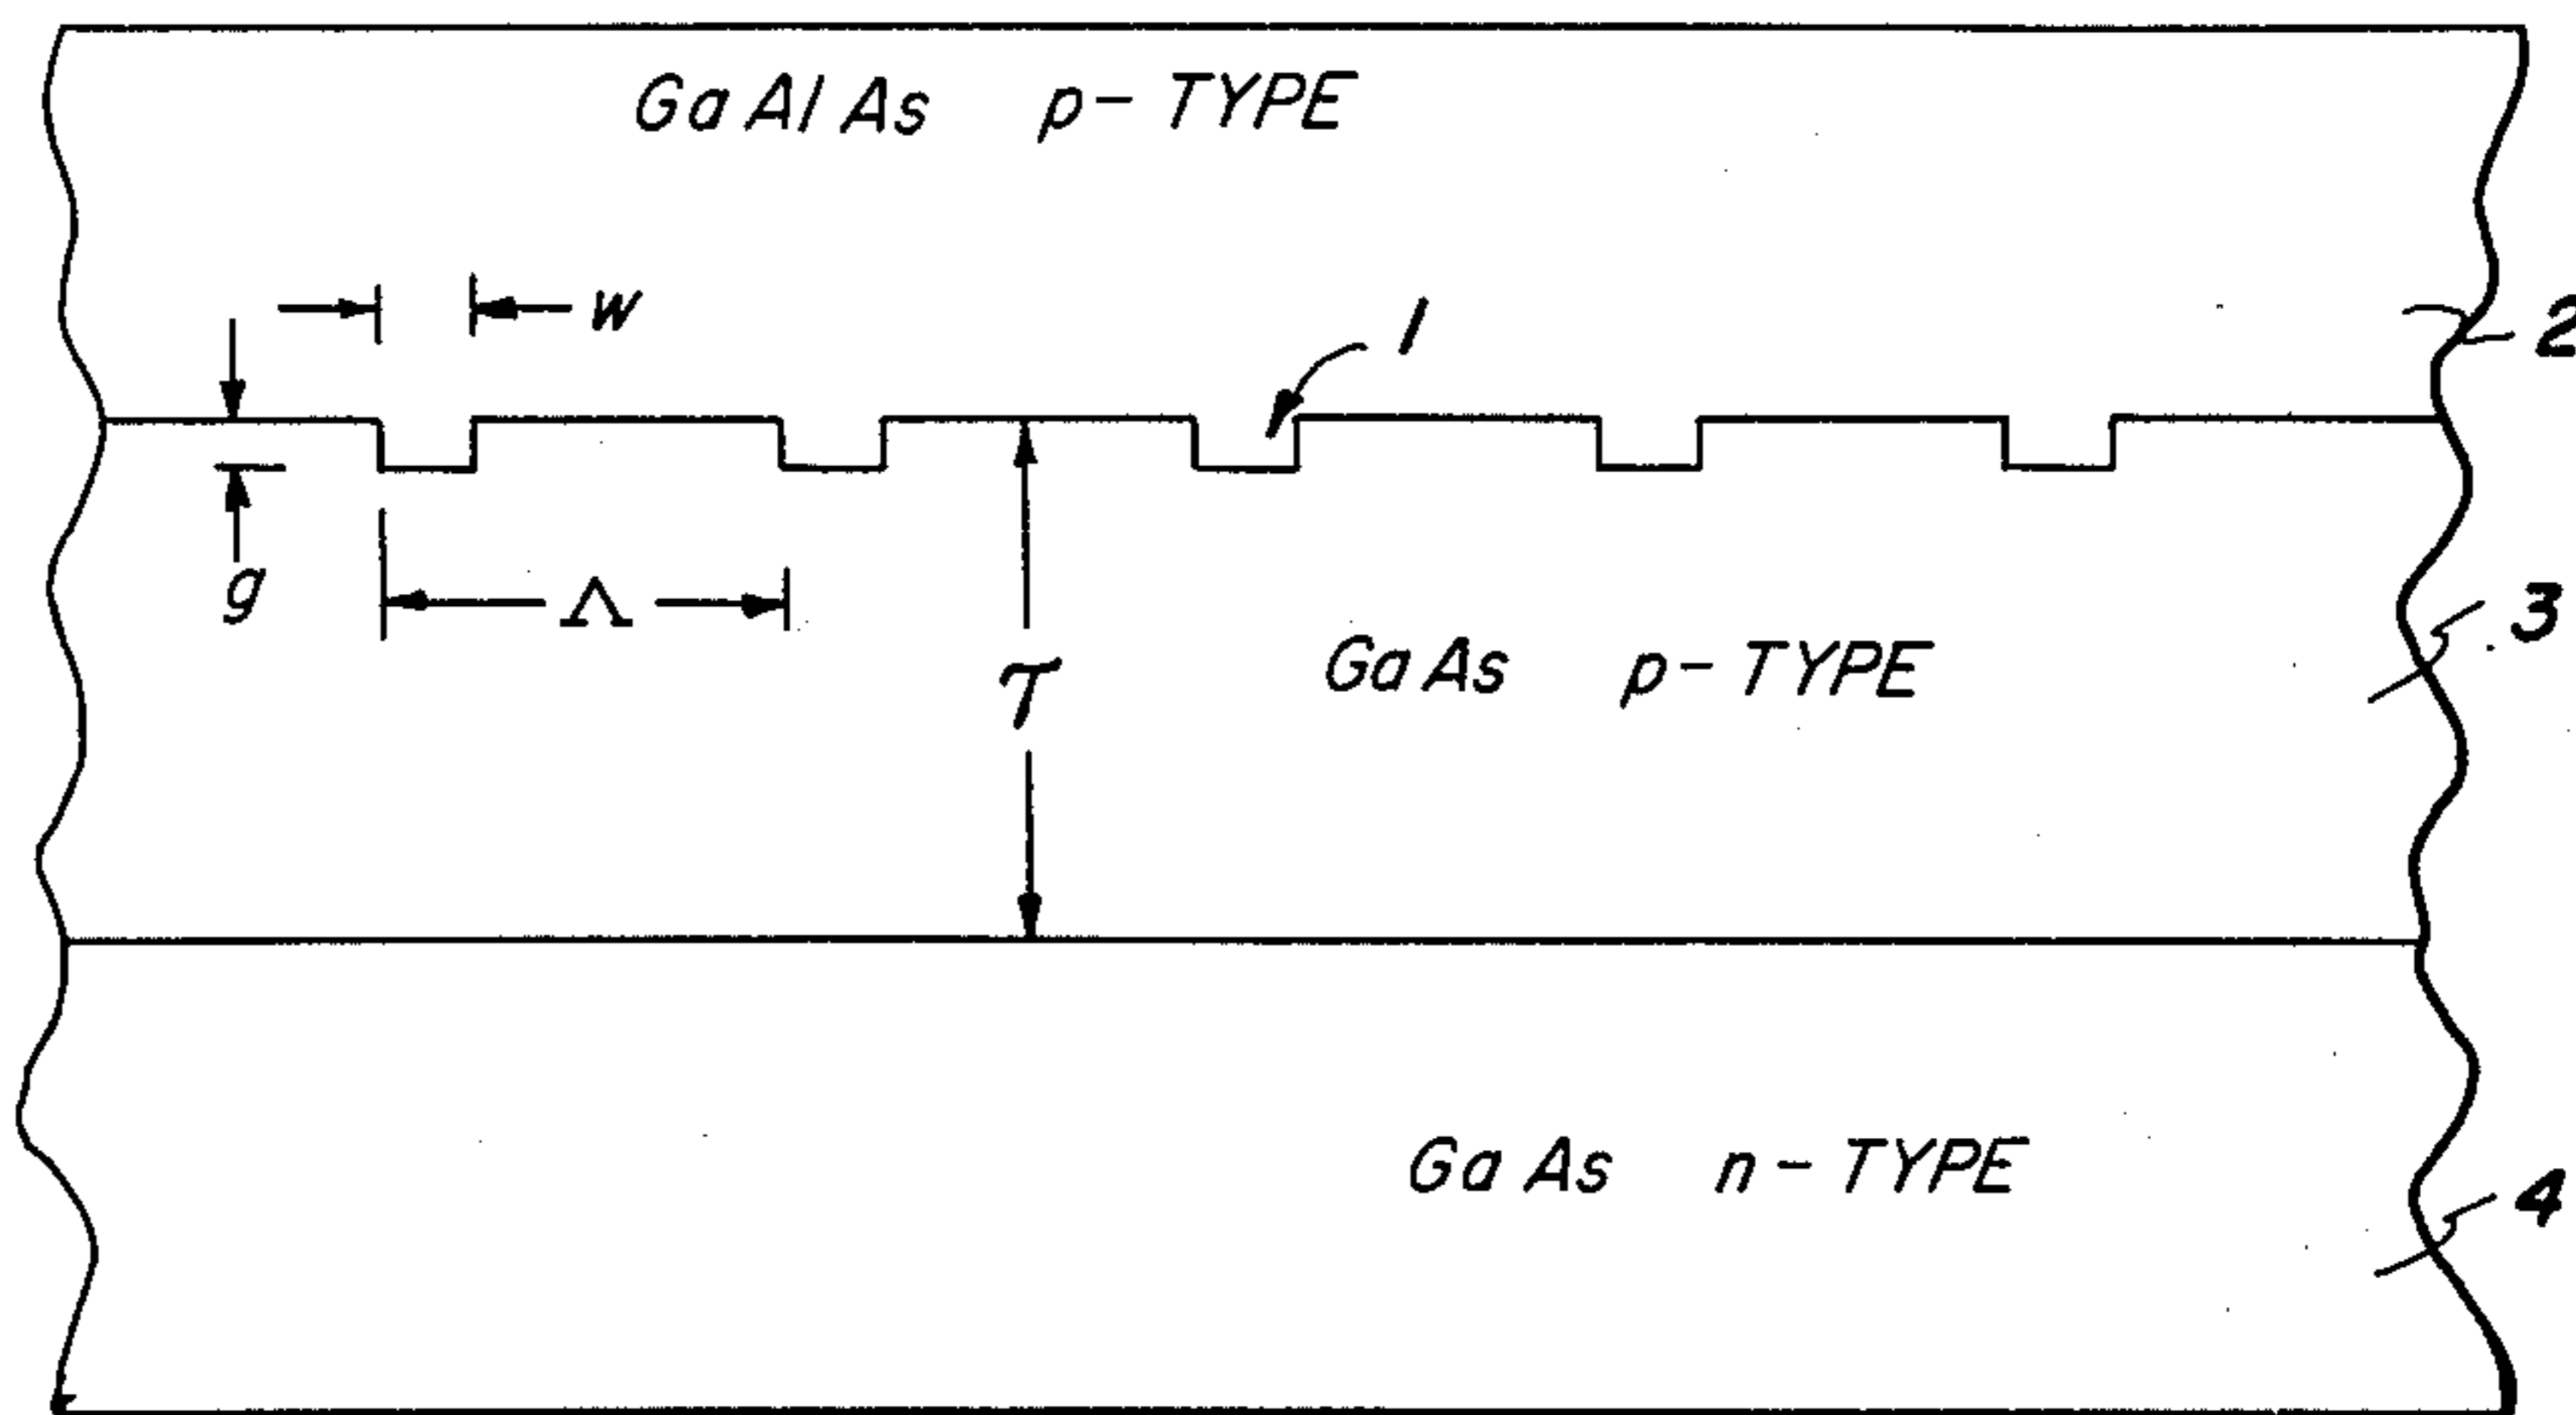 GaAlAs p-TYPE
w
1
2
g
Λ
τ
GaAs p-TYPE
3
GaAs n-TYPE
4